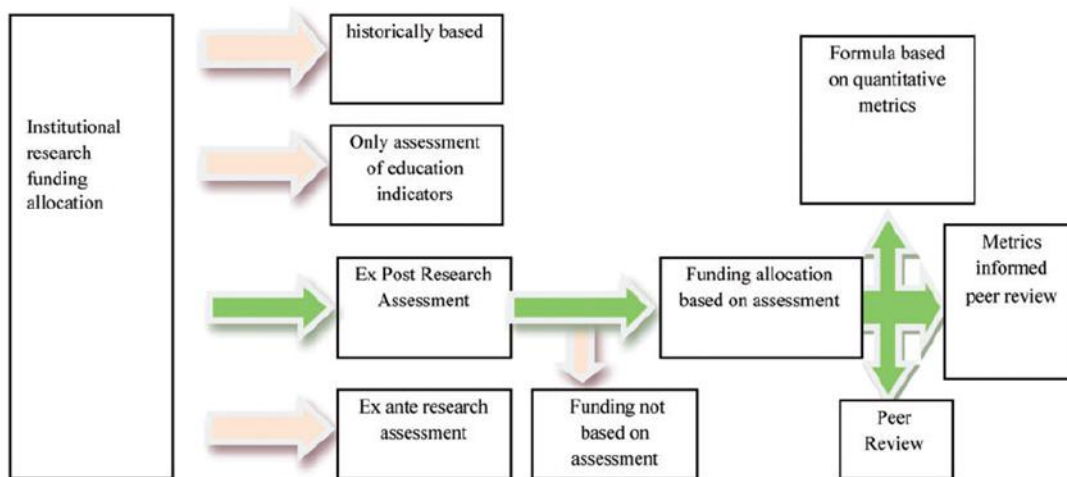 Institutional
research
funding
allocation
historically based
Only assessment
of education
indicators
Ex Post Research
Assessment
Ex ante research
assessment
Funding not
based on
assessment
Funding allocation
based on assessment
Formula based
on quantitative
metrics
Metrics
informed
peer review
Peer
Review